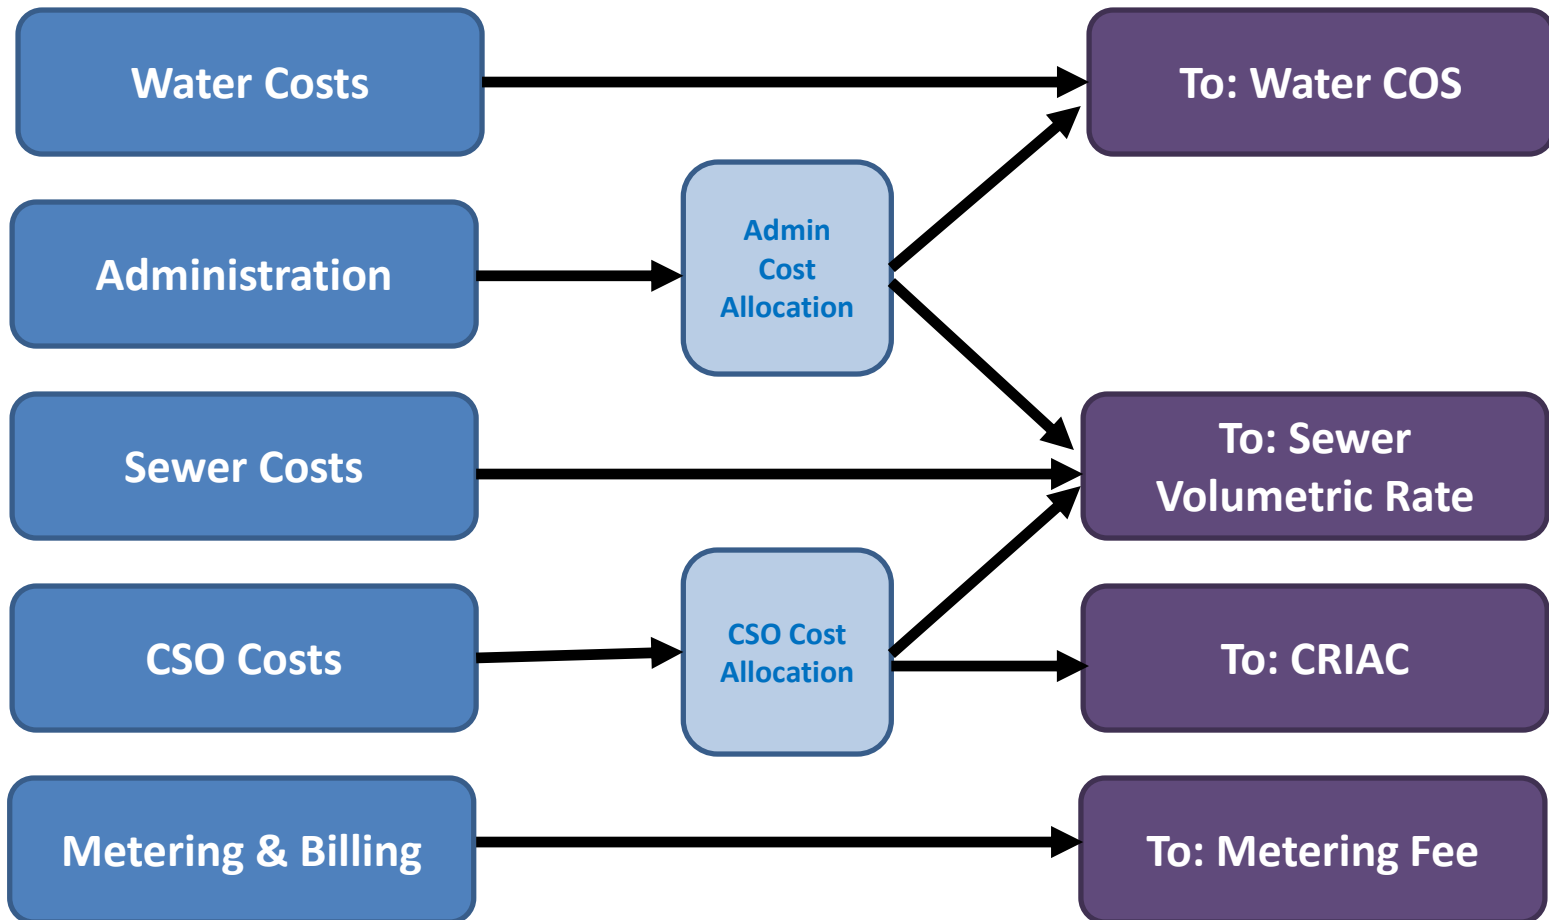 Water Costs
To: Water COS
Administration
Admin
Cost
Allocation
Sewer Costs
To: Sewer
Volumetric Rate
CSO Costs
CSO Cost
Allocation
To: CRIAC
Metering & Billing
To: Metering Fee